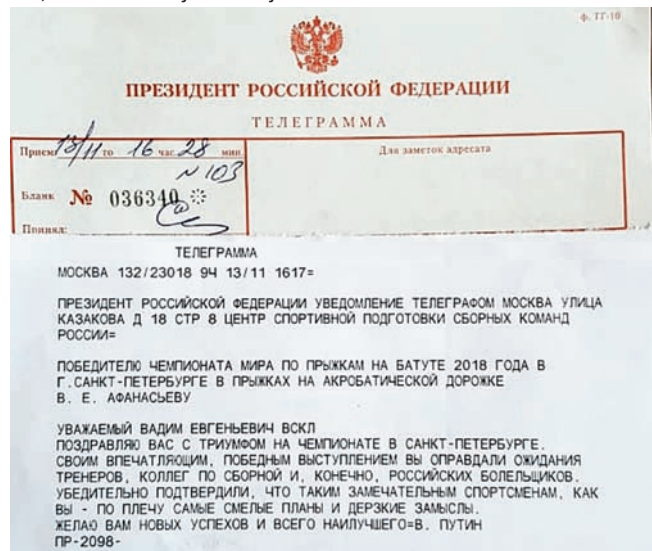 ф. ТГ-10
ПРЕЗИДЕНТ РОССИЙСКОЙ ФЕДЕРАЦИИ
ТЕЛЕГРАММА
Прием 13/11 го 16 час 28 мин
Для заметок адресата
N 103
Бланк № 036340
Принял:
ТЕЛЕГРАММА
МОСКВА 132/23018 94 13/11 1617=
ПРЕЗИДЕНТ РОССИЙСКОЙ ФЕДЕРАЦИИ УВЕДОМЛЕНИЕ ТЕЛЕГРАФОМ МОСКВА УЛИЦА
КАЗАКОВА Д 18 СТР 8 ЦЕНТР СПОРТИВНОЙ ПОДГОТОВКИ СБОРНЫХ КОМАНД
РОССИИ=
ПОБЕДИТЕЛЮ ЧЕМПИОНАТА МИРА ПО ПРЫЖКАМ НА БАТУТЕ 2018 ГОДА В
Г.САНКТ-ПЕТЕРБУРГЕ В ПРЫЖКАХ НА АКРОБАТИЧЕСКОЙ ДОРОЖКЕ
В. Е. АФАНАСЬЕВУ
УВАЖАЕМЫЙ ВАДИМ ЕВГЕНЬЕВИЧ ВСКЛ
ПОЗДРАВЛЯЮ ВАС С ТРИУМФОМ НА ЧЕМПИОНАТЕ В САНКТ-ПЕТЕРБУРГЕ.
СВОИМ ВПЕЧАТЛЯЮЩИМ, ПОБЕДНЫМ ВЫСТУПЛЕНИЕМ ВЫ ОПРАВДАЛИ ОЖИДАНИЯ
ТРЕНЕРОВ, КОЛЛЕГ ПО СБОРНОЙ И, КОНЕЧНО, РОССИЙСКИХ БОЛЕЛЬЩИКОВ.
УБЕДИТЕЛЬНО ПОДТВЕРДИЛИ, ЧТО ТАКИМ ЗАМЕЧАТЕЛЬНЫМ СПОРТСМЕНАМ, КАК
ВЫ - ПО ПЛЕЧУ САМЫЕ СМЕЛЫЕ ПЛАНЫ И ДЕРЗКИЕ ЗАМЫСЛЫ.
ЖЕЛАЮ ВАМ НОВЫХ УСПЕХОВ И ВСЕГО НАИЛУЧШЕГО=В. ПУТИН
ПР-2098-